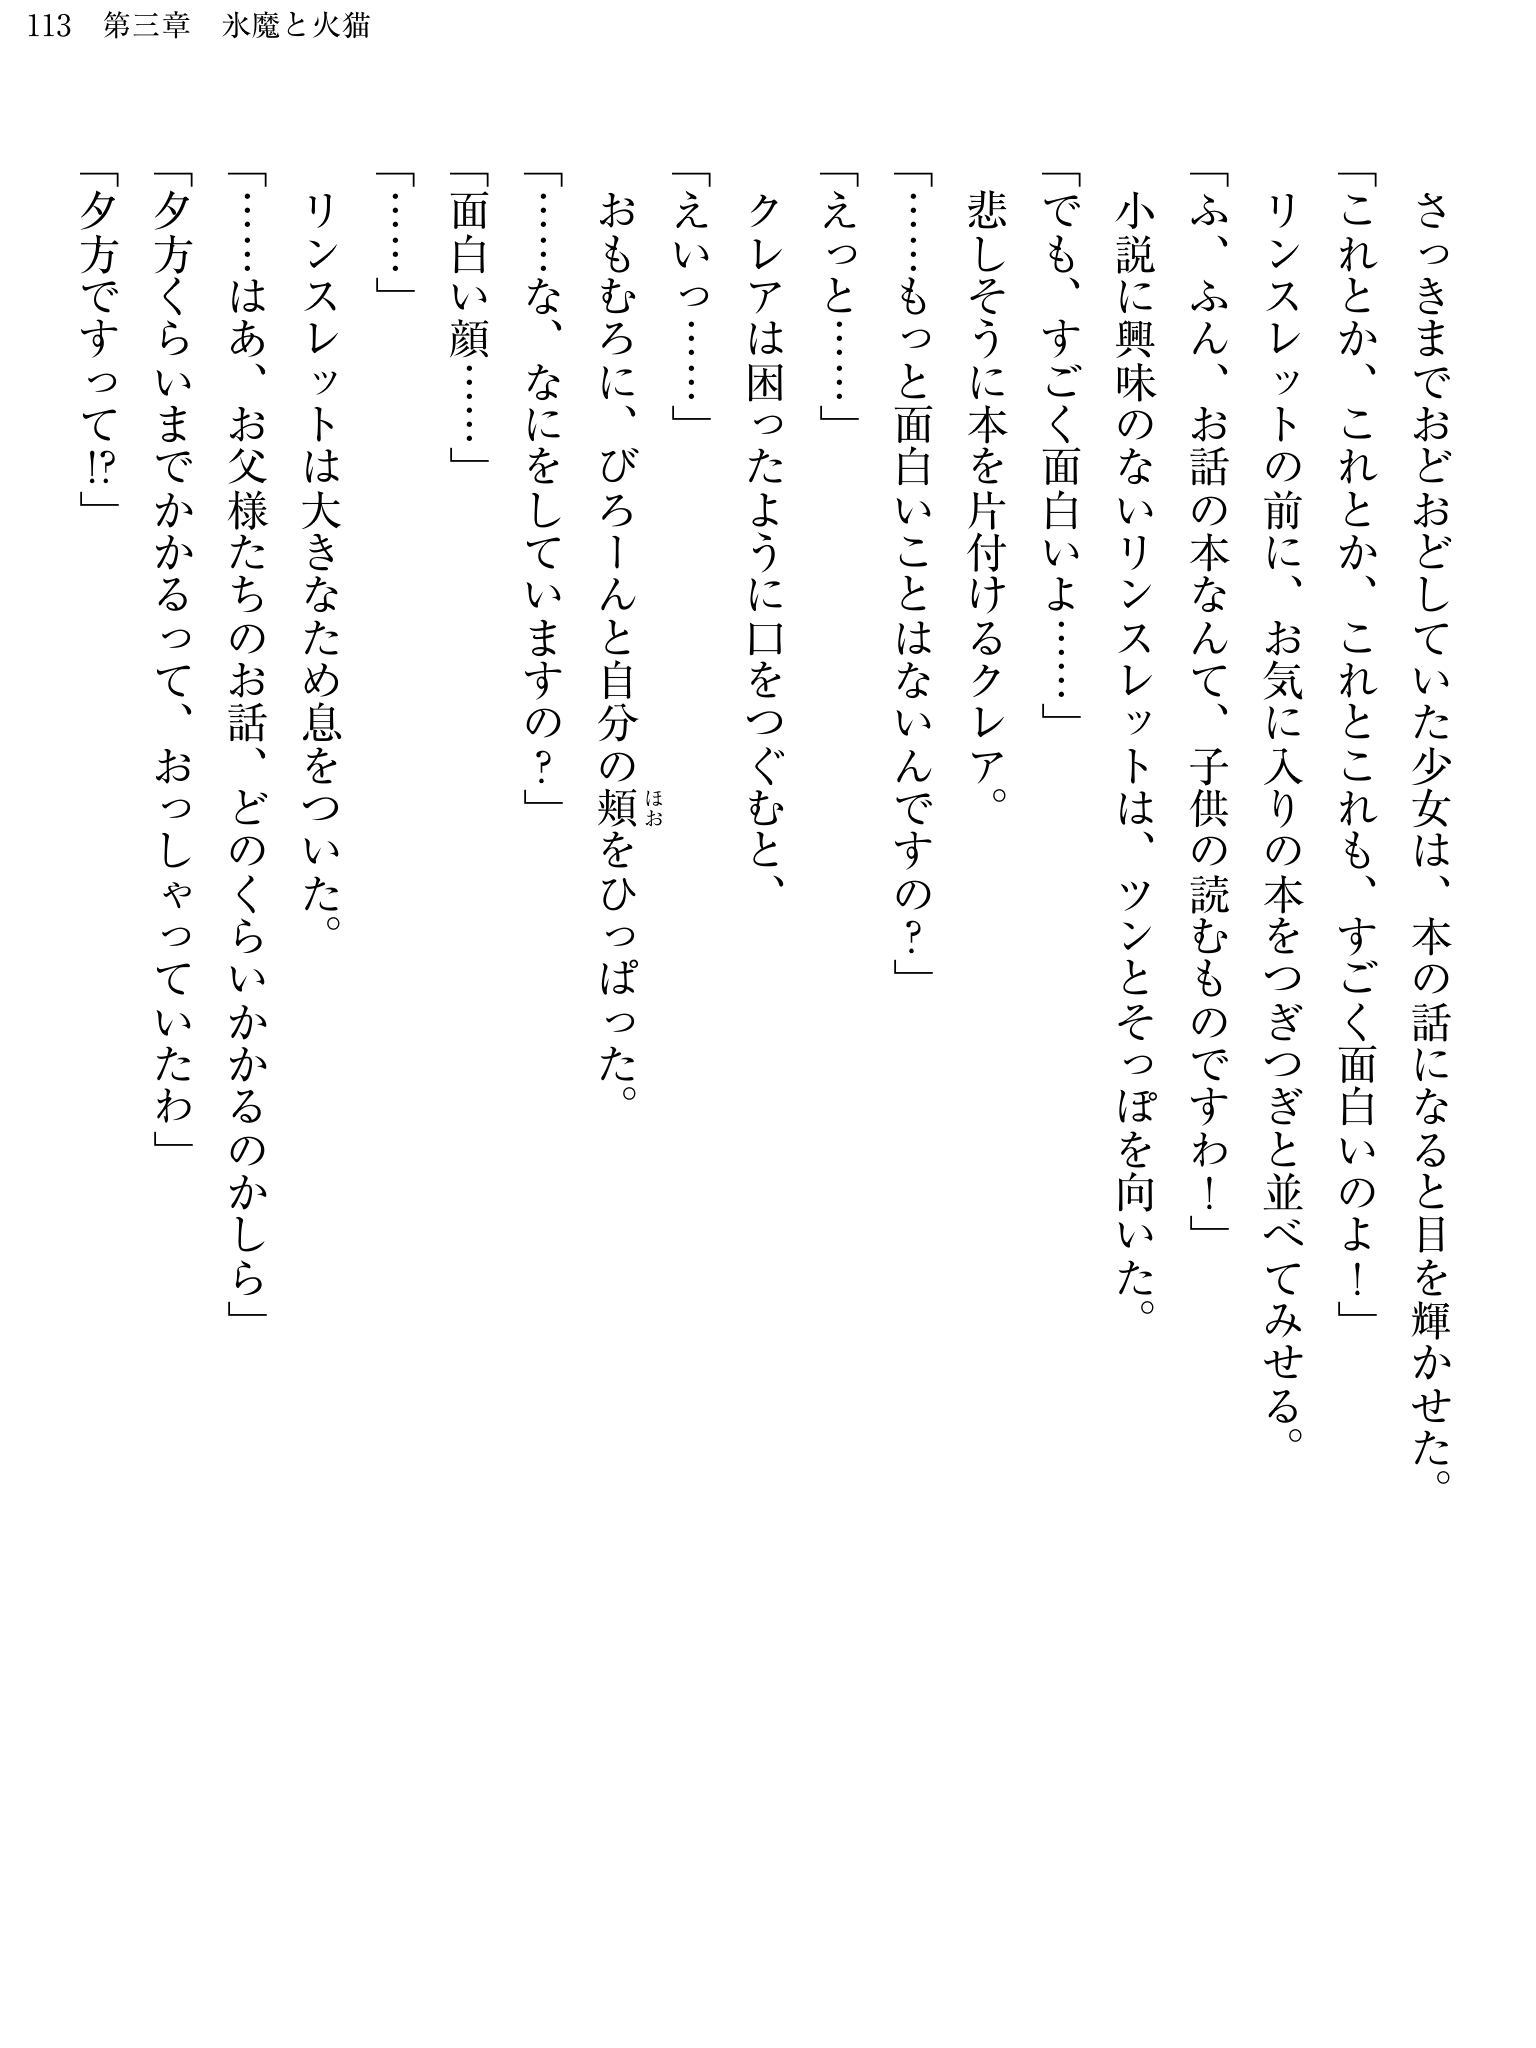 113 第三章 氷魔と火猫
さっきまでおどおどしていた少女は、本の話になると目を輝かせた。
「これとか、これとか、これとこれも、すごく面白いのよ！」
リンスレットの前に、お気に入りの本をつぎつぎと並べてみせる。
「ふ、ふん、お話の本なんて、子供の読むものですわ！」
小説に興味のないリンスレットは、ツンとそっぽを向いた。
「でも、すごく面白いよ……」
悲しそうに本を片付けるクレア。
「……もっと面白いことはないんですの？」
「えっと……」
クレアは困ったように口をつぐむと、
「えいっ……」
おもむろに、びろーんと自分の頬をひっぱった。
ほお
「……な、なにをしていますの？」
「面白い顔……」
「……」
リンスレットは大きなため息をついた。
「……はあ、お父様たちのお話、どのくらいかかるのかしら」
「夕方くらいまでかかるって、おっしゃっていたわ」
「夕方ですって!?」